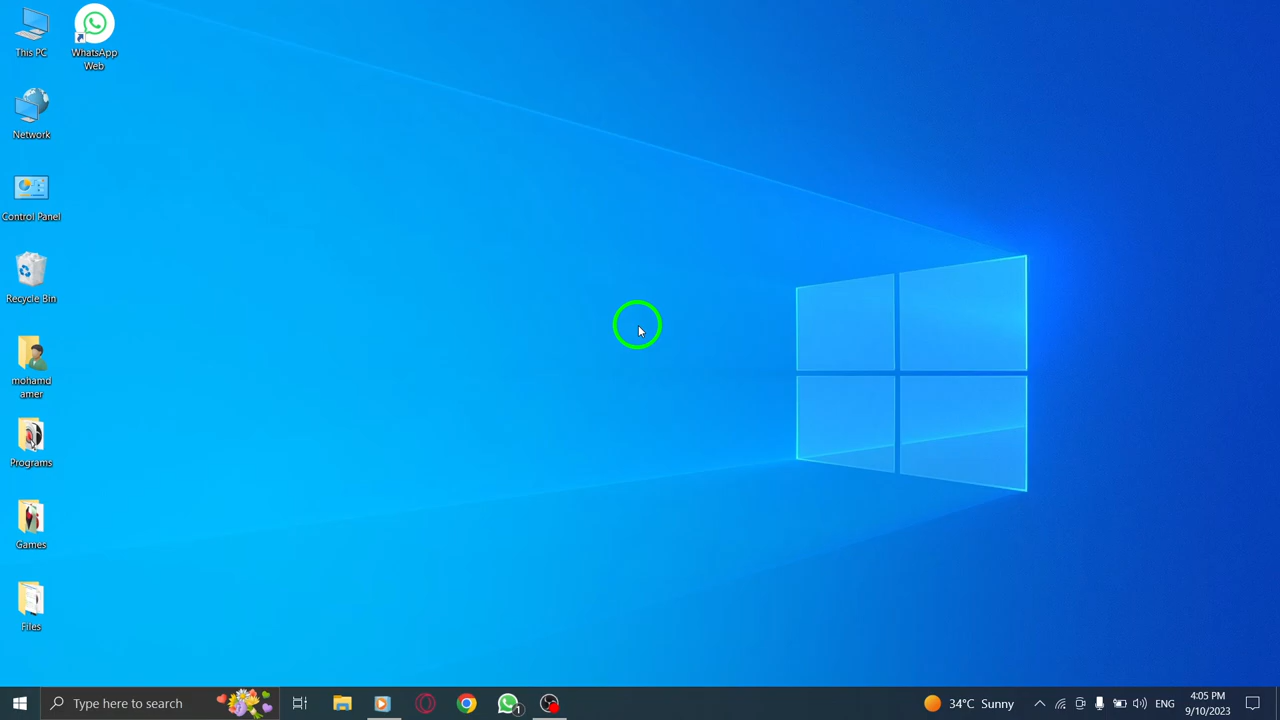 This PC
WhatsApp
Web
Network
Control Panel
Recycle Bin
mohamd
amer
Programs
Games
Files
Type here to search
1
34°C Sunny
ENG
4:05 PM
9/10/2023